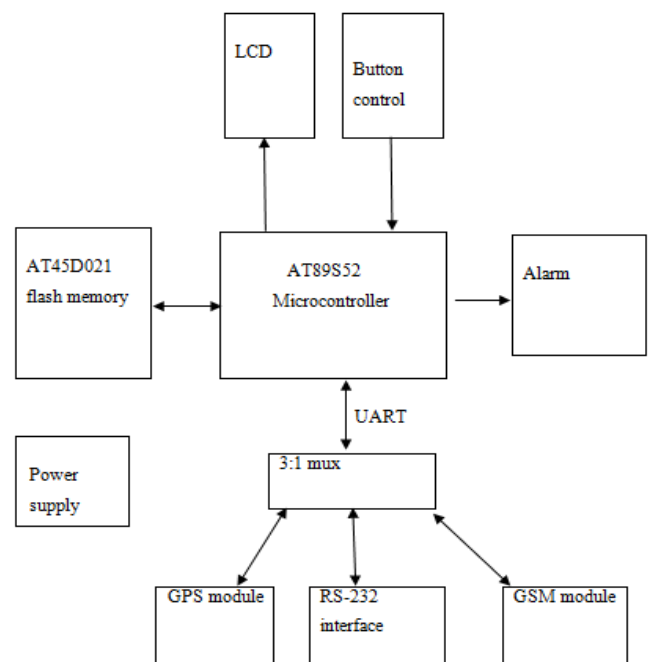 LCD
Button
control
AT45D021
flash memory
AT89S52
Microcontroller
Alarm
UART
3:1 mux
Power
supply
GPS module
RS-232
interface
GSM module